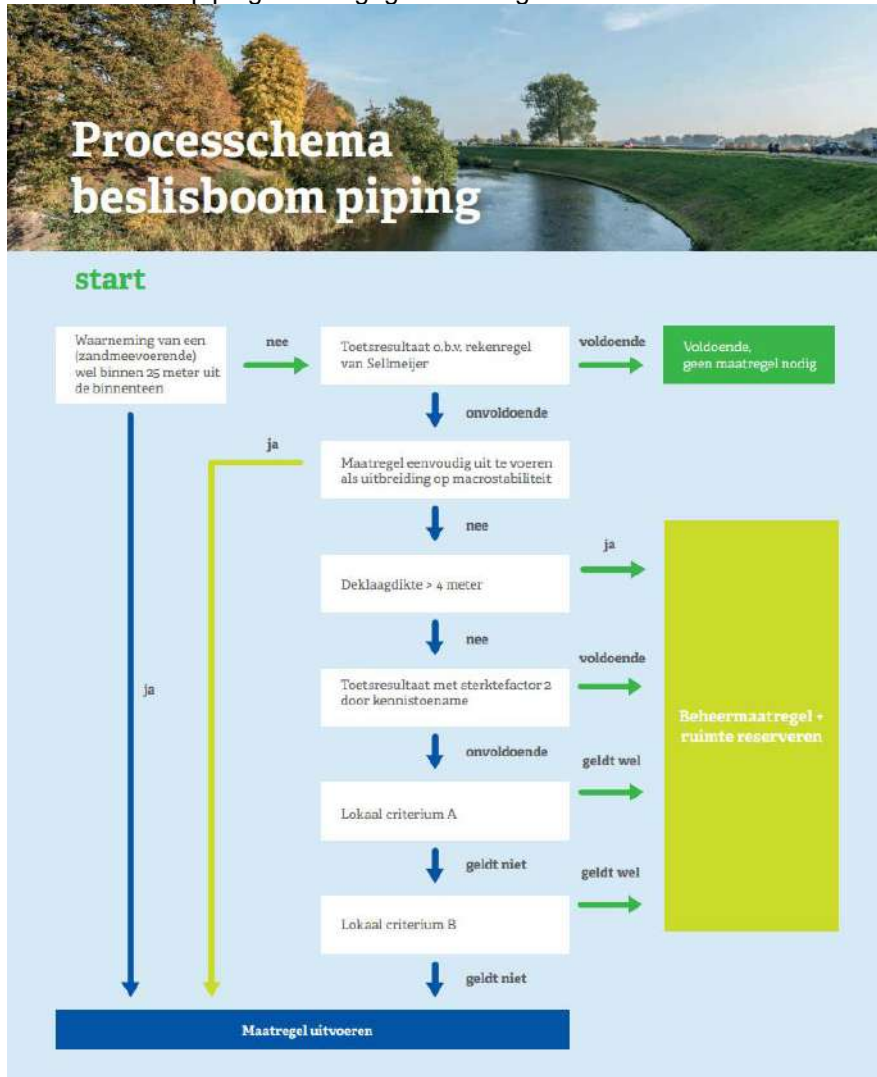 Processchema
beslisboom piping
start
Waarneming van een
(zandmeevoerende)
wel binnen 25 meter uit
de binnenteen
nee
Toetsresultaat o.b.v. rekenregel
van Sellmeijer
voldoende
Voldoende,
geen maatregel nodig
onvoldoende
ja
Maatregel eenvoudig uit te voeren
als uitbreiding op macrostabiliteit
nee
ja
Deklaagdikte > 4 meter
nee
voldoende
Toetsresultaat met sterktefactor 2
door kennistoename
ja
Beheermaatregel +
ruimte reserveren
onvoldoende
geldt wel
Lokaal criterium A
geldt niet
geldt wel
Lokaal criterium B
geldt niet
Maatregel uitvoeren